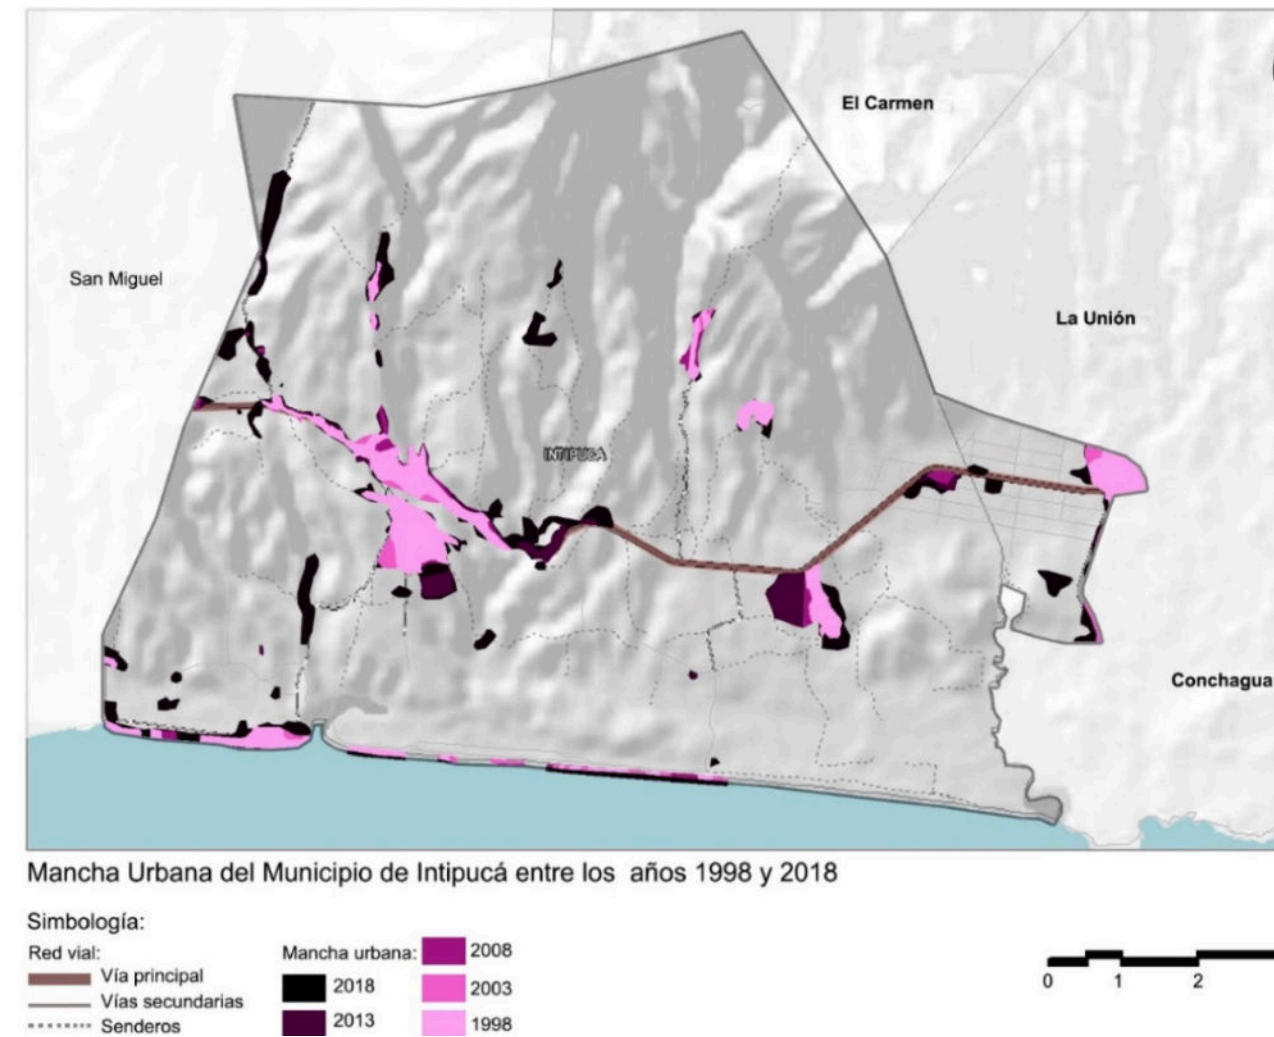 El Carmen
San Miguel
La Unión
INTIPUCA
Conchagua
Mancha Urbana del Municipio de Intipucá entre los años 1998 y 2018
Simbología:
Red vial:
Vía principal
Vías secundarias
Senderos
Mancha urbana:
2018
2013
2008
2003
1998
0 1 2